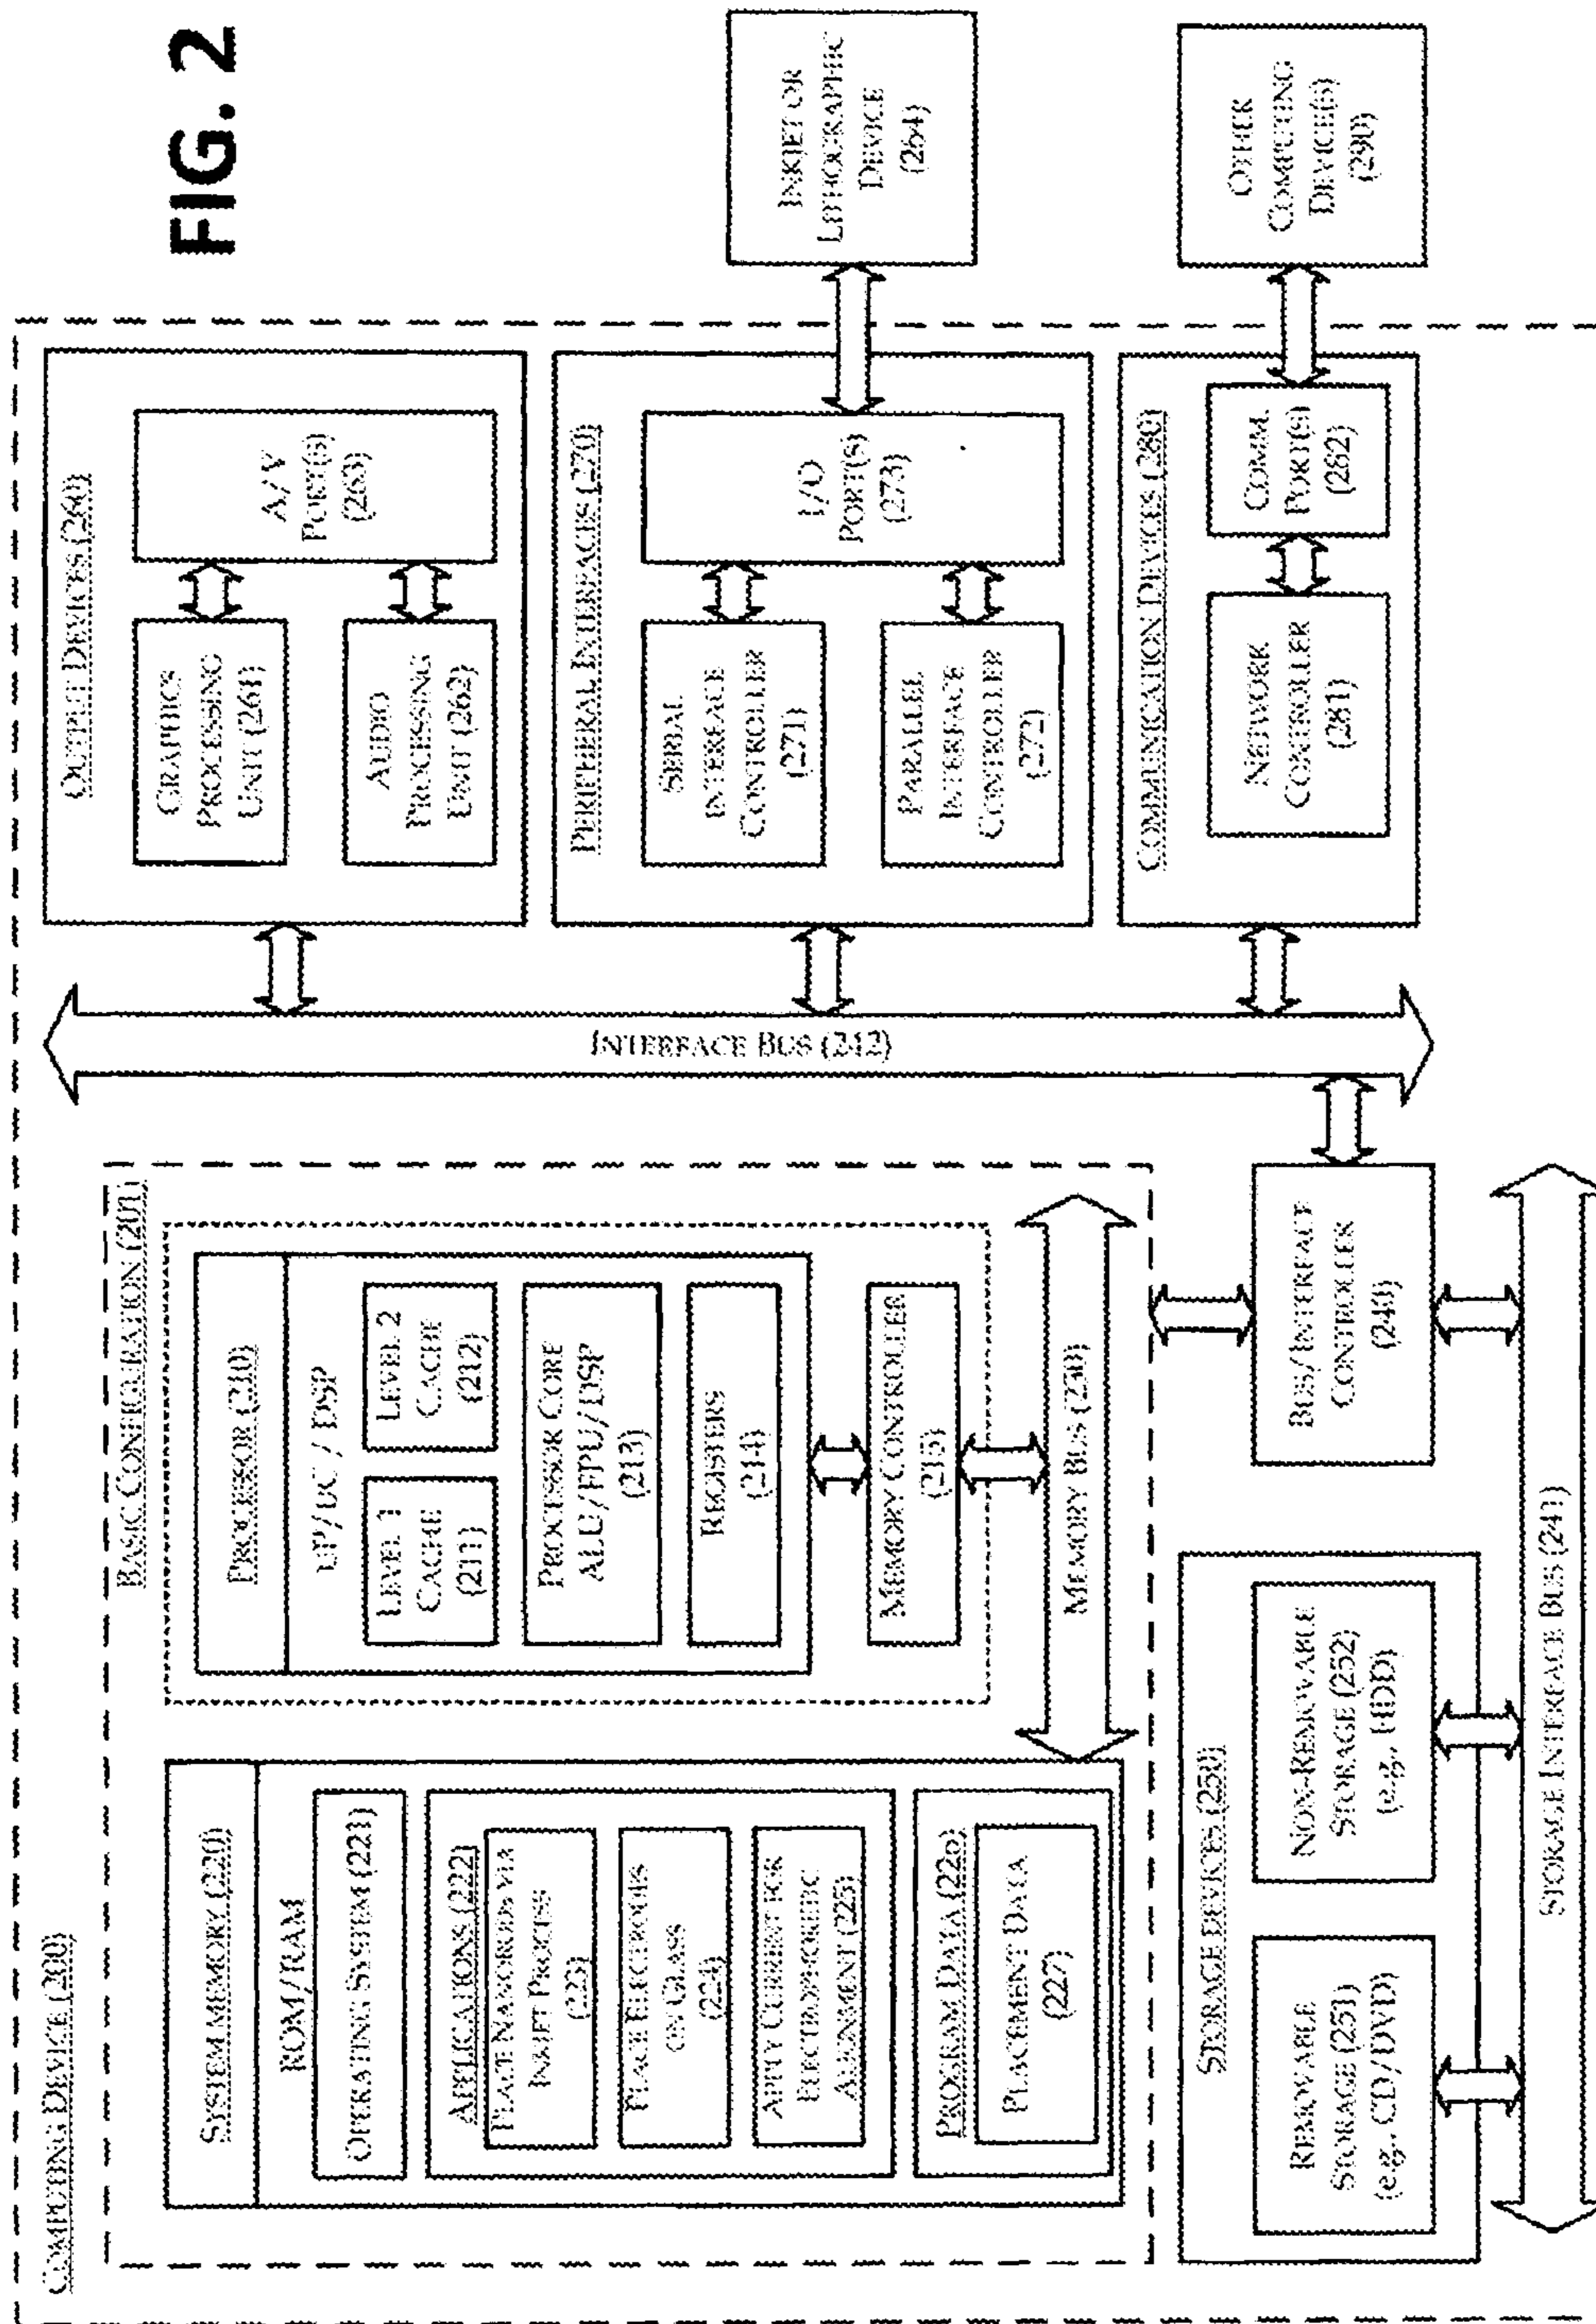 FIG. 2
COMPUTING DEVICE (200)
BASIC CONFIGURATION (201)
SYSTEM MEMORY (220)
ROM/RAM
OPERATING SYSTEM (221)
APPLICATIONS (222)
PLACE NANORODS VIA
INKJET PROCESS
(223)
PLACE ELECTRODES
ON GLASS
(224)
APPLY CURRENT FOR
ELECTROPHORETIC
ALIGNMENT (225)
PROGRAM DATA (226)
PLACEMENT DATA
(227)
PROCESSOR (210)
UP/UC / DSP
LEVEL 1
CACHE
(211)
LEVEL 2
CACHE
(212)
PROCESSOR CORE
ALU/FPU/DSP
(213)
REGISTERS
(214)
MEMORY CONTROLLER
(215)
MEMORY BUS (230)
STORAGE DEVICES (250)
REMOVABLE
STORAGE (251)
(e.g., CD/DVD)
NON-REMOVABLE
STORAGE (252)
(e.g., HDD)
BUS/INTERFACE
CONTROLLER
(240)
STORAGE INTERFACE BUS (241)
INTERFACE BUS (242)
OUTPUT DEVICES (260)
GRAPHICS
PROCESSING
UNIT (261)
AUDIO
PROCESSING
UNIT (262)
A/V
PORT(S)
(263)
PERIPHERAL INTERFACES (270)
SERIAL
INTERFACE
CONTROLLER
(271)
PARALLEL
INTERFACE
CONTROLLER
(272)
I/O
PORT(S)
(273)
COMMUNICATION DEVICES (280)
NETWORK
CONTROLLER
(281)
COMM.
PORT(S)
(282)
INKJET OR
LITHOGRAPHIC
DEVICE
(264)
OTHER
COMPUTING
DEVICE(S)
(290)